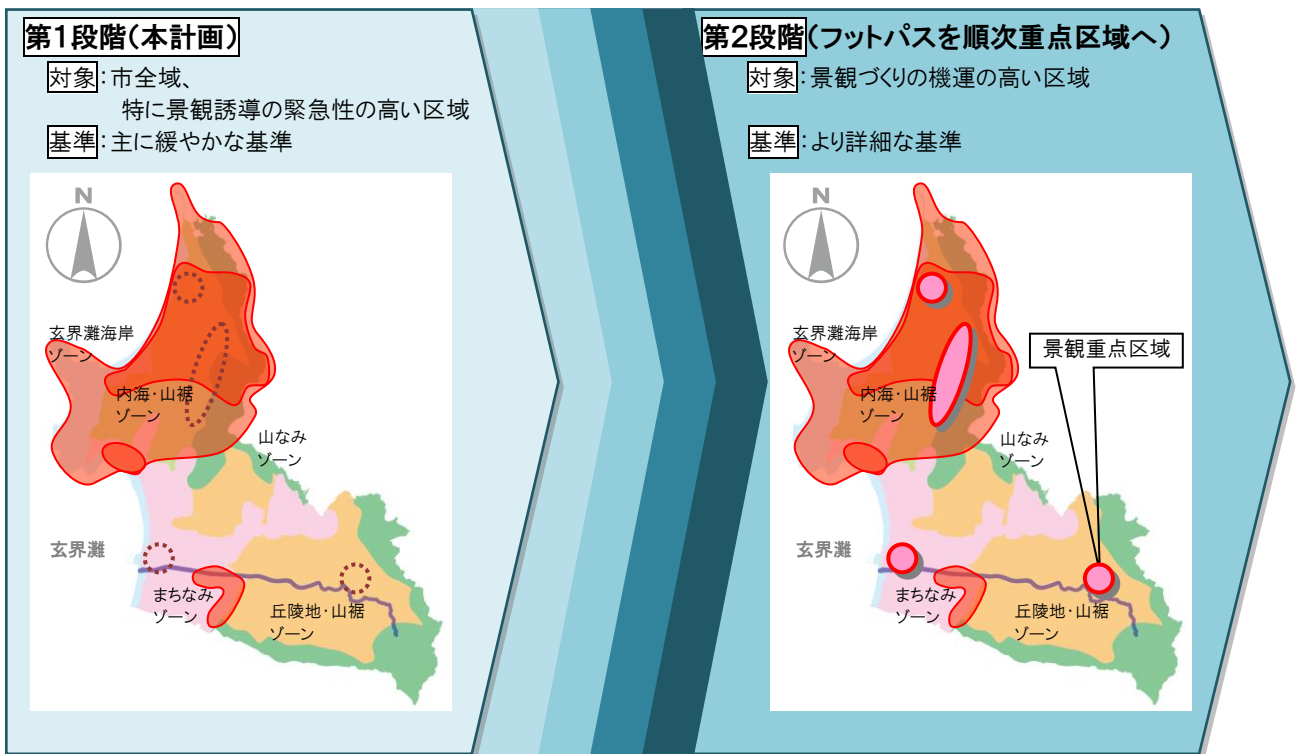 第1段階(本計画)
対象:市全域、
特に景観誘導の緊急性の高い区域
基準:主に緩やかな基準
N
玄界灘海岸
ゾーン
内海・山裾
ゾーン
山なみ
ゾーン
玄界灘
まちなみ
ゾーン
丘陵地・山裾
ゾーン
第2段階(フットパスを順次重点区域へ)
対象:景観づくりの機運の高い区域
基準:より詳細な基準
N
玄界灘海岸
ゾーン
景観重点区域
内海・山裾
ゾーン
山なみ
ゾーン
玄界灘
まちなみ
ゾーン
丘陵地・山裾
ゾーン